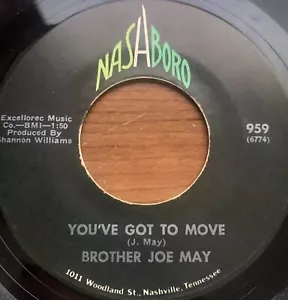 NASHBORO
Excellorec Music
Co.—BMI—1:50
Produced By
Shannon Williams
959
(6774)
YOU'VE GOT TO MOVE
(J. May)
BROTHER JOE MAY
1011 Woodland St., Nashville, Tennessee